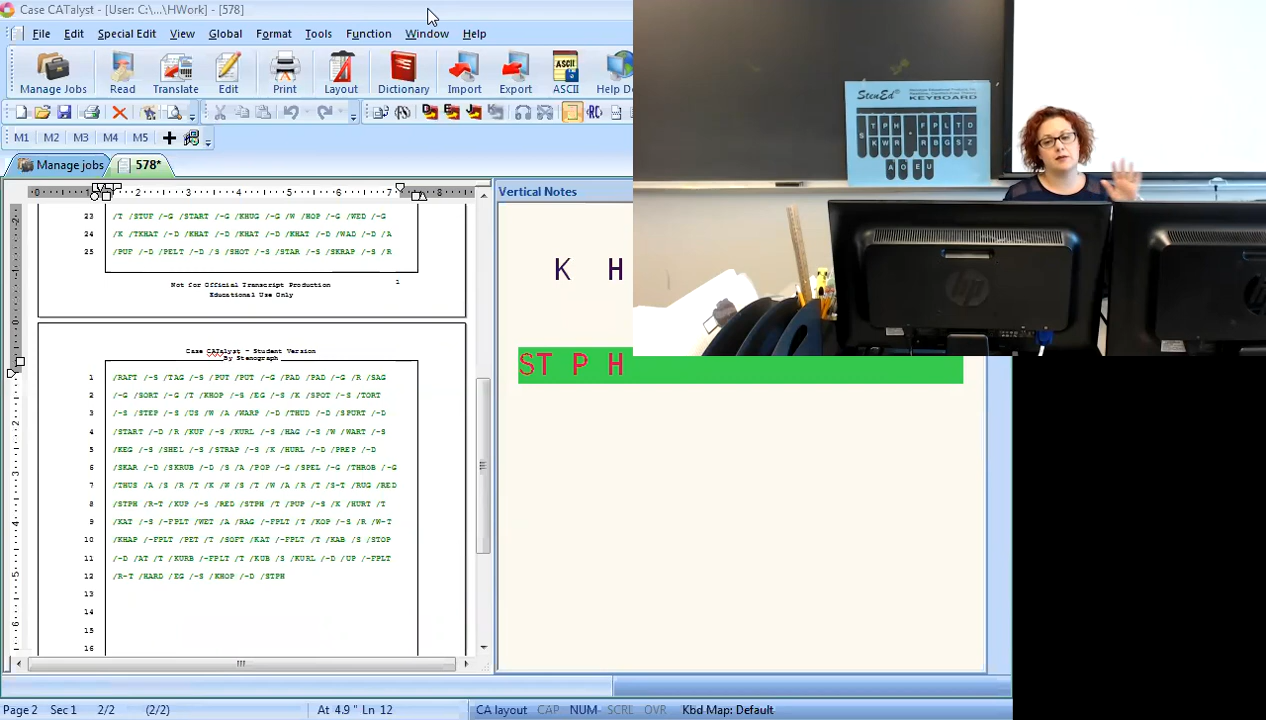 Case CATalyst - [User: C:\...\HWork] - [578]
File Edit Special Edit View Global Format Tools Function Window Help
Manage Jobs Read Translate Edit Print Layout Dictionary Import Export ASCII Help De
M1 M2 M3 M4 M5
Manage jobs 578*
Vertical Notes
23 /T /STUF /-G /START /-G /KHUG /-G /W /HOP /-G /WED /-G
24 /K /TKHAT /-D /KHAT /-D /KHAT /-D /KHAT /-D /WAD /-D /A
25 /PUF /-D /PELT /-D /S /SHOT /-S /STAR /-S /SKRAP /-S /R
Not for Official Transcript Production 1
Educational Use Only
Case CATalyst - Student Version
By Stenograph
1 /RAFT /-S /TAG /-S /PUT /PUT /-G /PAD /PAD /-G /R /SAG
2 /-G /SORT /-G /T /KHOP /-S /EG /-S /K /SPOT /-S /TORT
3 /-S /STEP /-S /US /W /A /WARP /-D /THUD /-D /SPURT /-D
4 /START /-D /R /KUF /-S /KURL /-S /HAG /-S /W /WART /-S
5 /KEG /-S /SHEL /-S /STRAP /-S /K /HURL /-D /PREP /-D
6 /SKAR /-D /SKRUB /-D /S /A /POP /-G /SPEL /-G /THROB /-G
7 /THUS /A /S /R /T /K /W /S /T /W /A /R /T /S-T /RUG /RED
8 /STPH /R-T /KUP /-S /RED /STPH /T /PUP /-S /K /HURT /T
9 /KAT /-S /-FPLT /WET /A /RAG /-FPLT /T /KOP /-S /R /W-T
10 /KHAP /-FPLT /PET /T /SOFT /KAT /-FPLT /T /KAB /S /STOP
11 /-D /AT /T /KURB /-FPLT /T /KUB /S /KURL /-D /UP /-FPLT
12 /R-T /HARD /EG /-S /KHOP /-D /STPH
13
14
15
16
K H
ST P H
StenEd
KEYBOARD
S T P H * F P L T D
K W R R B G S Z
A O E U
hp
Page 2 Sec 1 2/2 (2/2) At 4.9 " Ln 12 CA layout CAP NUM SCRL OVR Kbd Map: Default